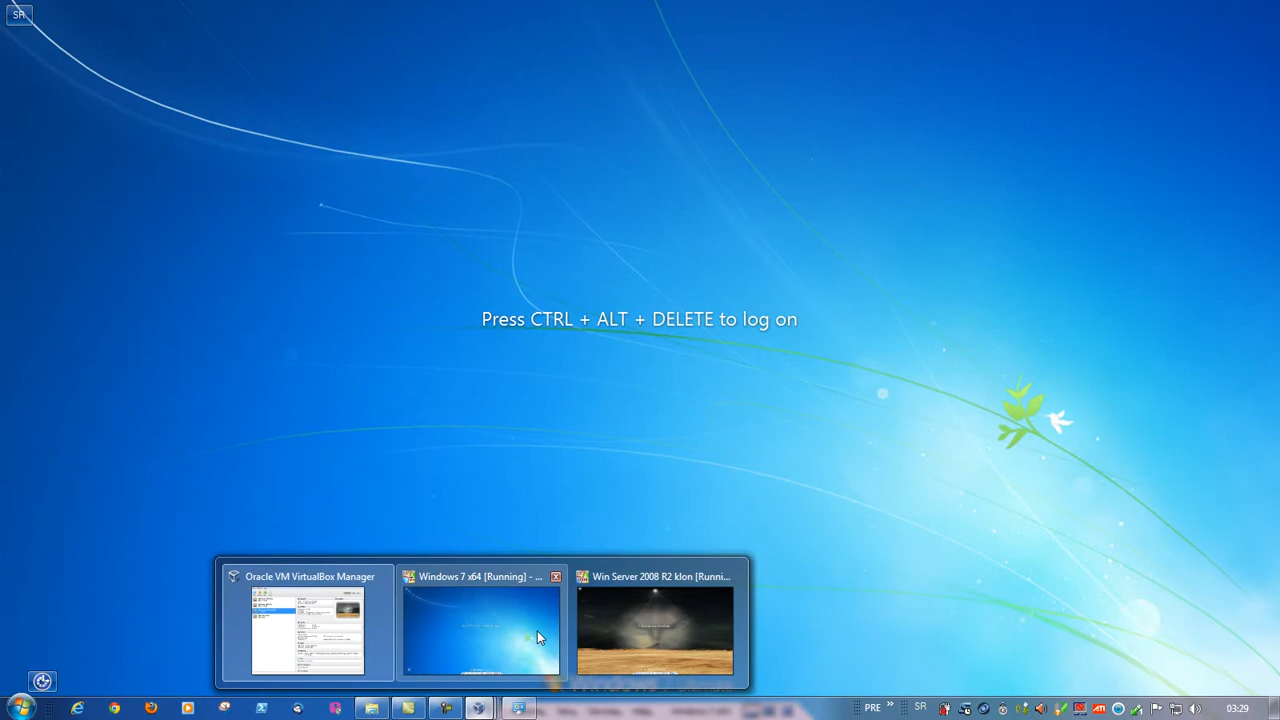 SR
Press CTRL + ALT + DELETE to log on
Oracle VM VirtualBox Manager
Windows 7 x64 [Running] - ...
Win Server 2008 R2 klon [Runni...
PRE
SR
03:29